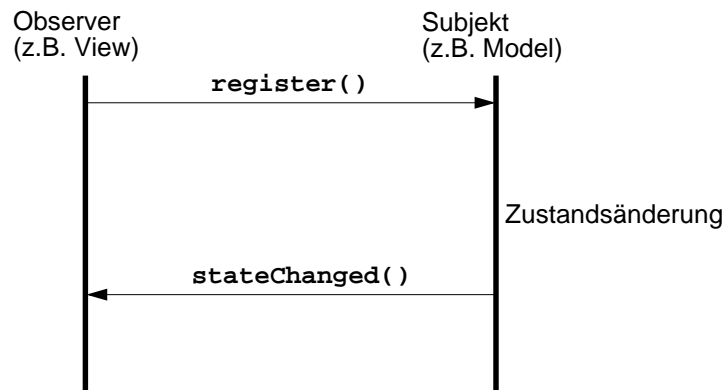 Observer
(z.B. View)
Subjekt
(z.B. Model)
register()
Zustandsänderung
stateChanged()